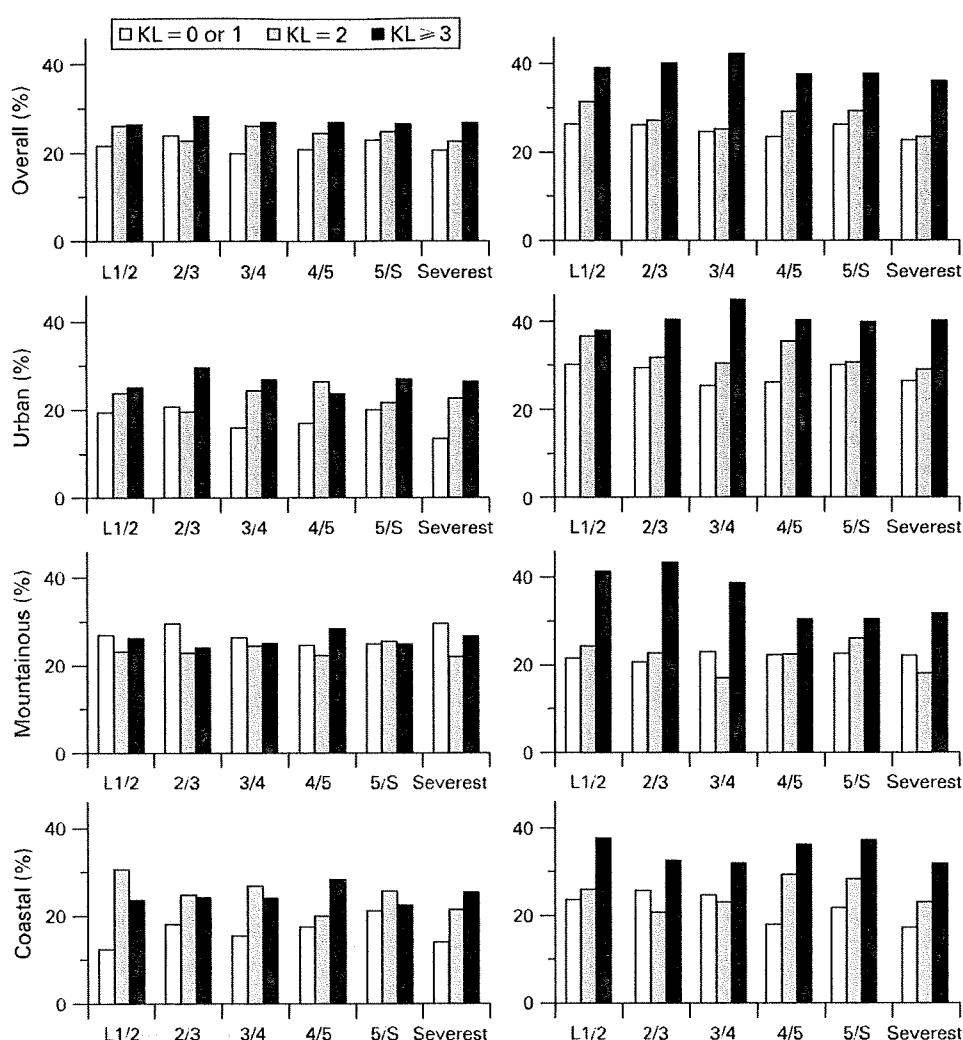 KL = 0 or 1 KL = 2 KL ⩾ 3
Overall (%)
40
20
0
L1/2 2/3 3/4 4/5 5/S Severest
40
20
0
L1/2 2/3 3/4 4/5 5/S Severest
Urban (%)
40
20
0
L1/2 2/3 3/4 4/5 5/S Severest
40
20
0
L1/2 2/3 3/4 4/5 5/S Severest
Mountainous (%)
40
20
0
L1/2 2/3 3/4 4/5 5/S Severest
40
20
0
L1/2 2/3 3/4 4/5 5/S Severest
Coastal (%)
40
20
0
L1/2 2/3 3/4 4/5 5/S Severest
40
20
0
L1/2 2/3 3/4 4/5 5/S Severest